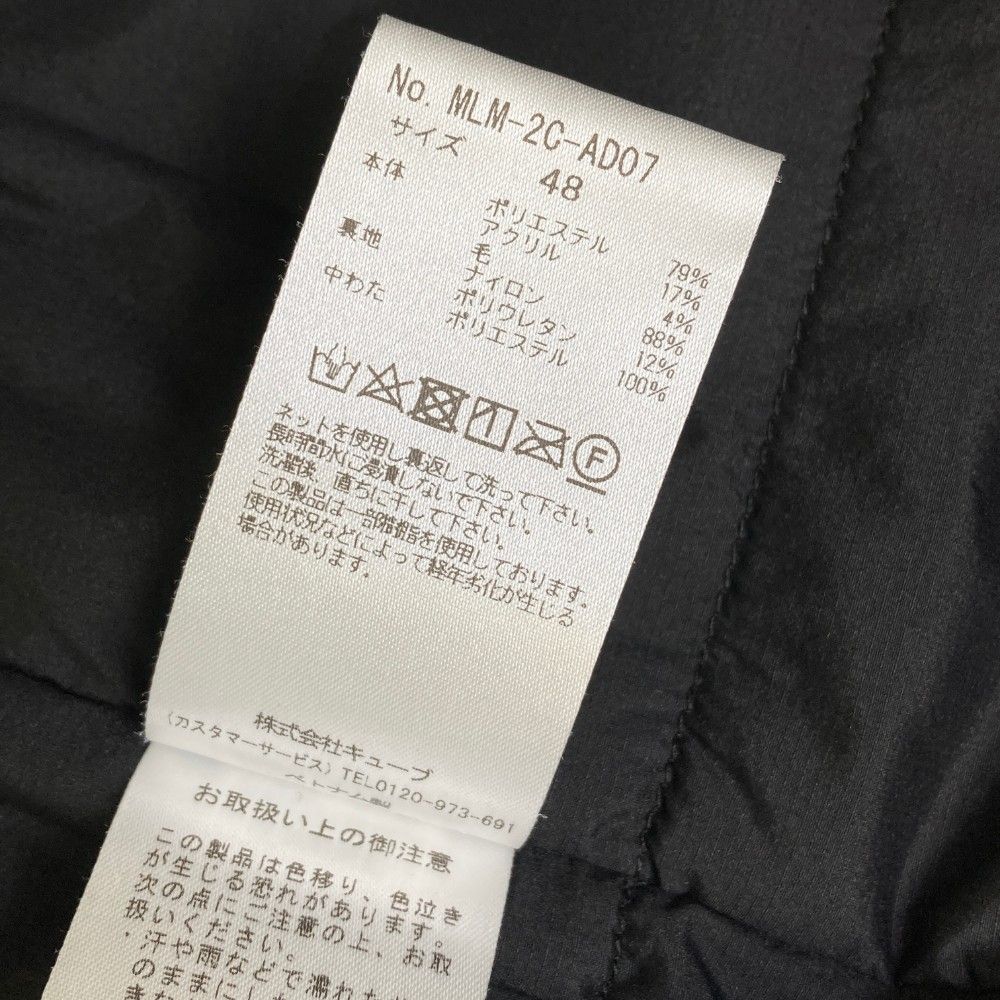 No. MLM-2C-AD07
サイズ 48
本体 ポリエステル 79%
アクリル 17%
毛 4%
裏地 ナイロン 88%
ポリウレタン 12%
中わた ポリエステル 100%
F
ネットを使用し裏返して洗って下さい。
長時間水に浸漬しないで下さい。
洗濯後、直ちに干して下さい。
この製品は一部樹脂を使用しております。
使用状況などによって経年劣化が生じる
場合があります。
株式会社キューブ
(カスタマーサービス)TEL0120-973-691
お取扱い上の御注意
この製品は色移り、色泣き
が生じる恐れがあります。
次の点にご注意の上、お取
扱いください。
・汗や雨などで濡れた
のままにし